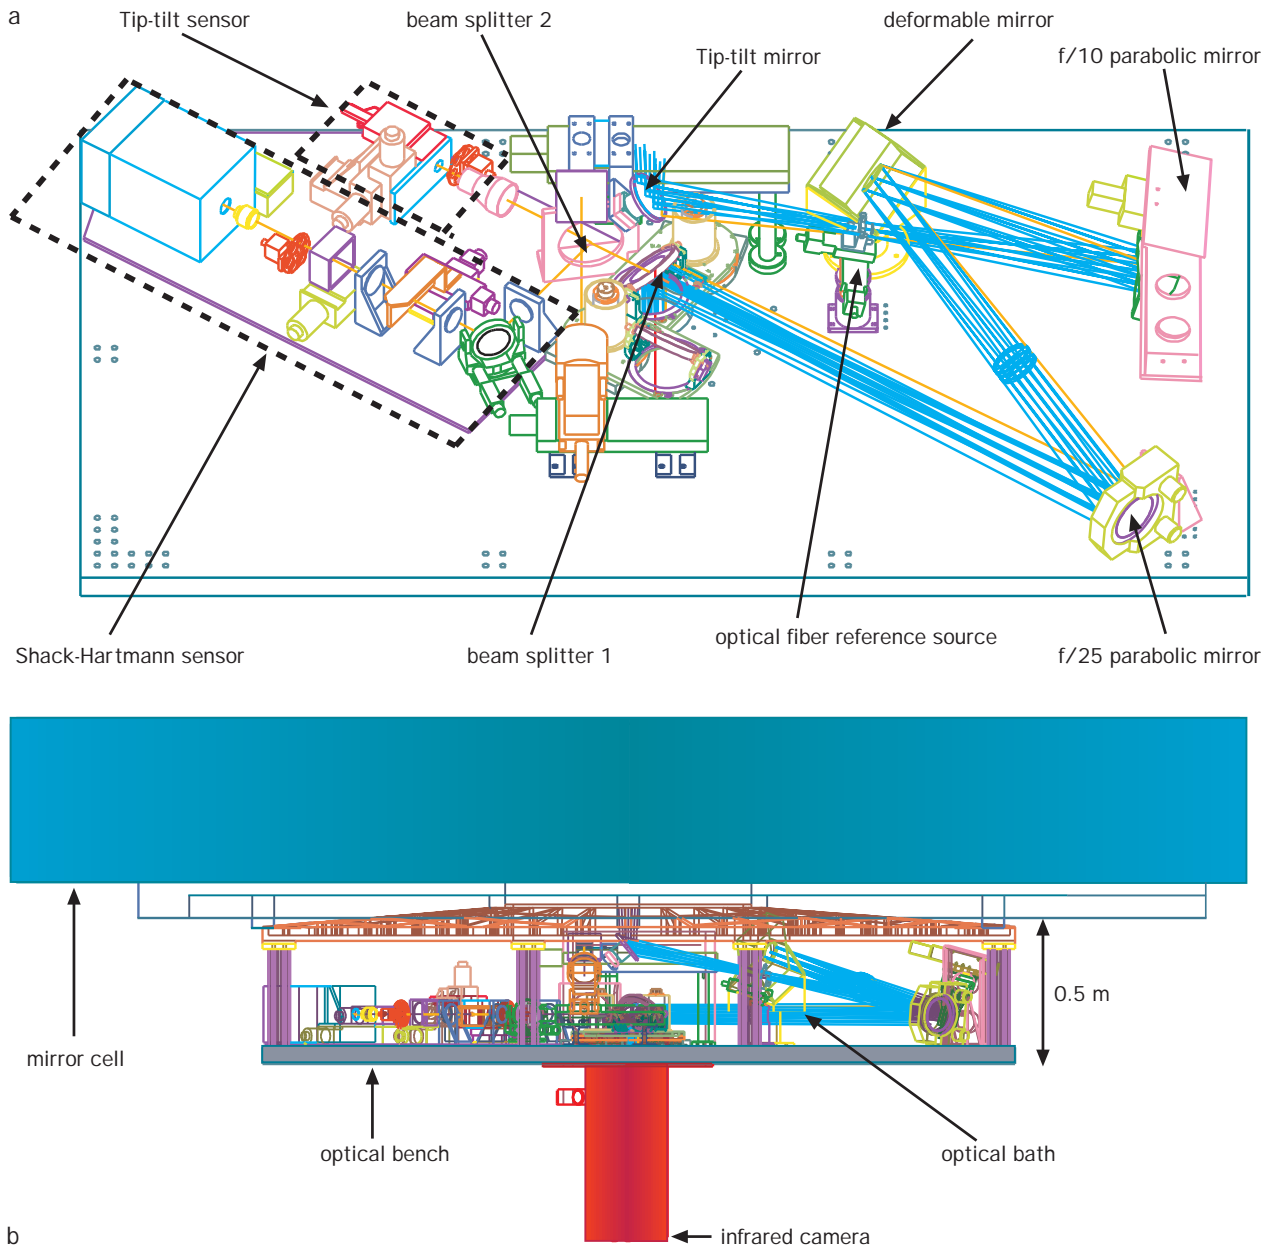 a
Tip-tilt sensor
beam splitter 2
deformable mirror
Tip-tilt mirror
f/10 parabolic mirror
Shack-Hartmann sensor
beam splitter 1
optical fiber reference source
f/25 parabolic mirror
0.5 m
mirror cell
optical bench
optical bath
b
infrared camera